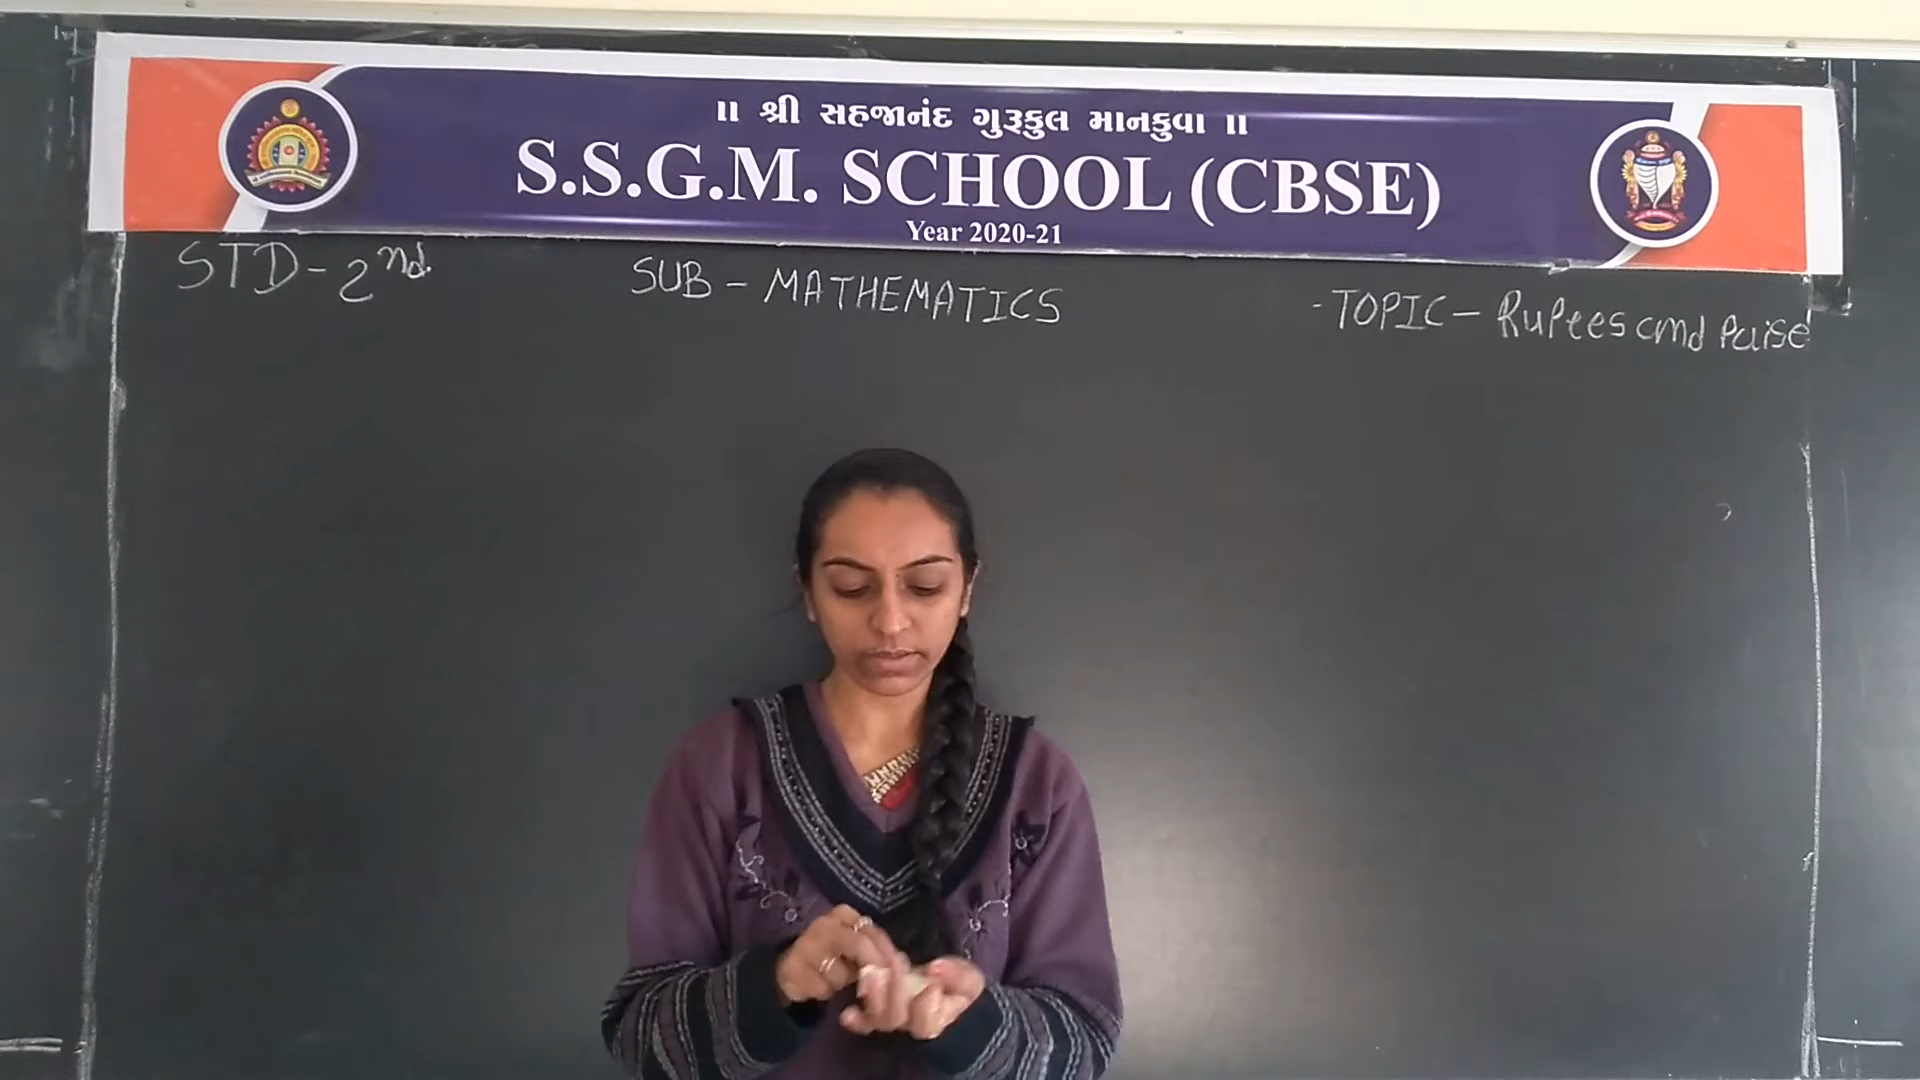 ॥ શ્રી સહજાનંદ ગુરૂકુલ માનકુવા ॥
S.S.G.M. SCHOOL (CBSE)
Year 2020-21
STD - 2nd.
SUB - MATHEMATICS
- TOPIC - Rupees and Paise